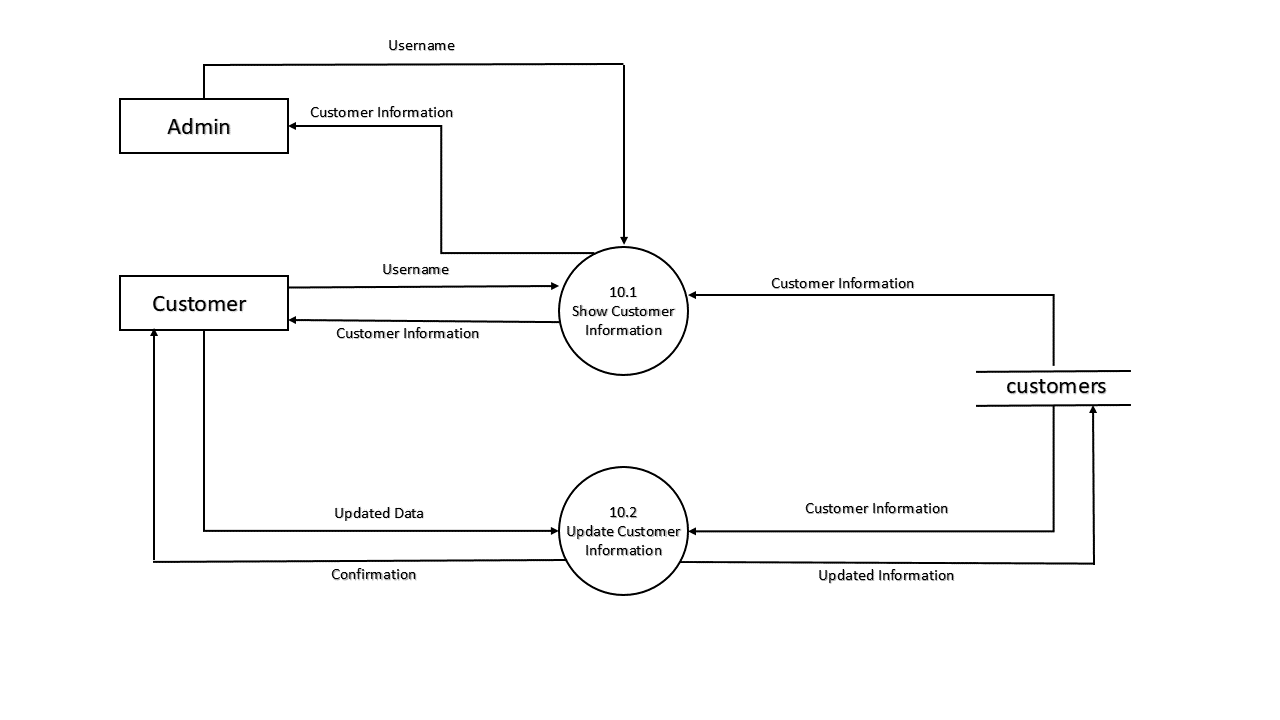 Username
Admin
Customer Information
Username
Customer
Customer Information
10.1
Show Customer
Information
Customer Information
customers
Updated Data
10.2
Update Customer
Information
Customer Information
Confirmation
Updated Information